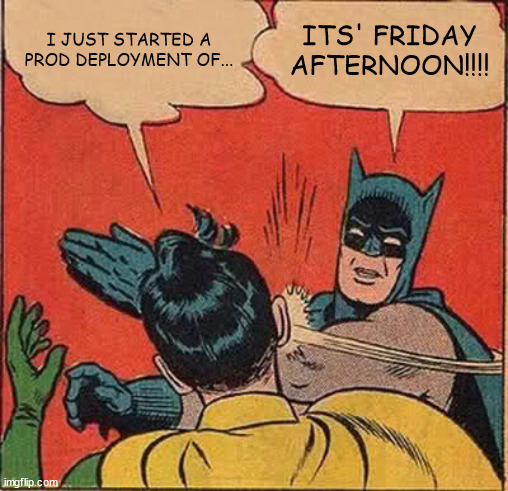 I JUST STARTED A
PROD DEPLOYMENT OF...
ITS' FRIDAY
AFTERNOON!!!!
imgflip.com